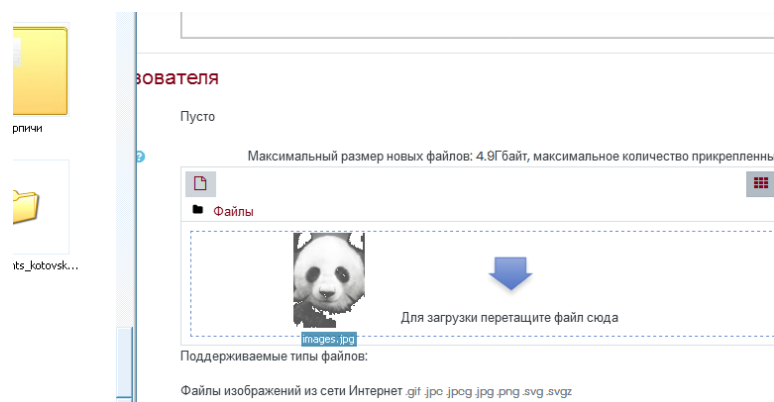 зователя
Пусто
рпичи
Максимальный размер новых файлов: 4.9Гбайт, максимальное количество прикрепленны
Файлы
nts_kotovsk...
Для загрузки перетащите файл сюда
images.jpg
Поддерживаемые типы файлов:
Файлы изображений из сети Интернет .gif .jpe .jpeg .jpg .png .svg .svgz